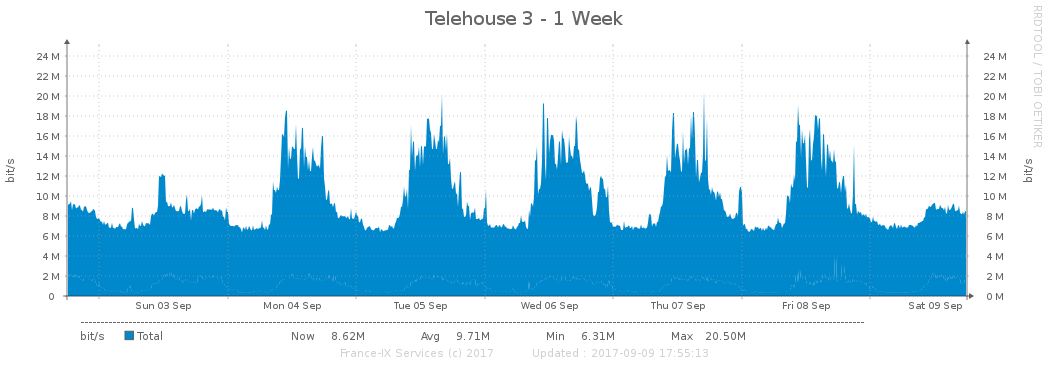 Telehouse 3 - 1 Week
RRDTOOL / TOBI OETIKER
24 M 24 M
22 M 22 M
20 M 20 M
18 M 18 M
16 M 16 M
14 M 14 M
12 M 12 M
10 M 10 M
8 M 8 M
6 M 6 M
4 M 4 M
2 M 2 M
0 0 M
bit/s
bit/s
Sun 03 Sep Mon 04 Sep Tue 05 Sep Wed 06 Sep Thu 07 Sep Fri 08 Sep Sat 09 Sep
bit/s Total Now 8.62M Avg 9.71M Min 6.31M Max 20.50M
France-IX Services (c) 2017 Updated : 2017-09-09 17:55:13